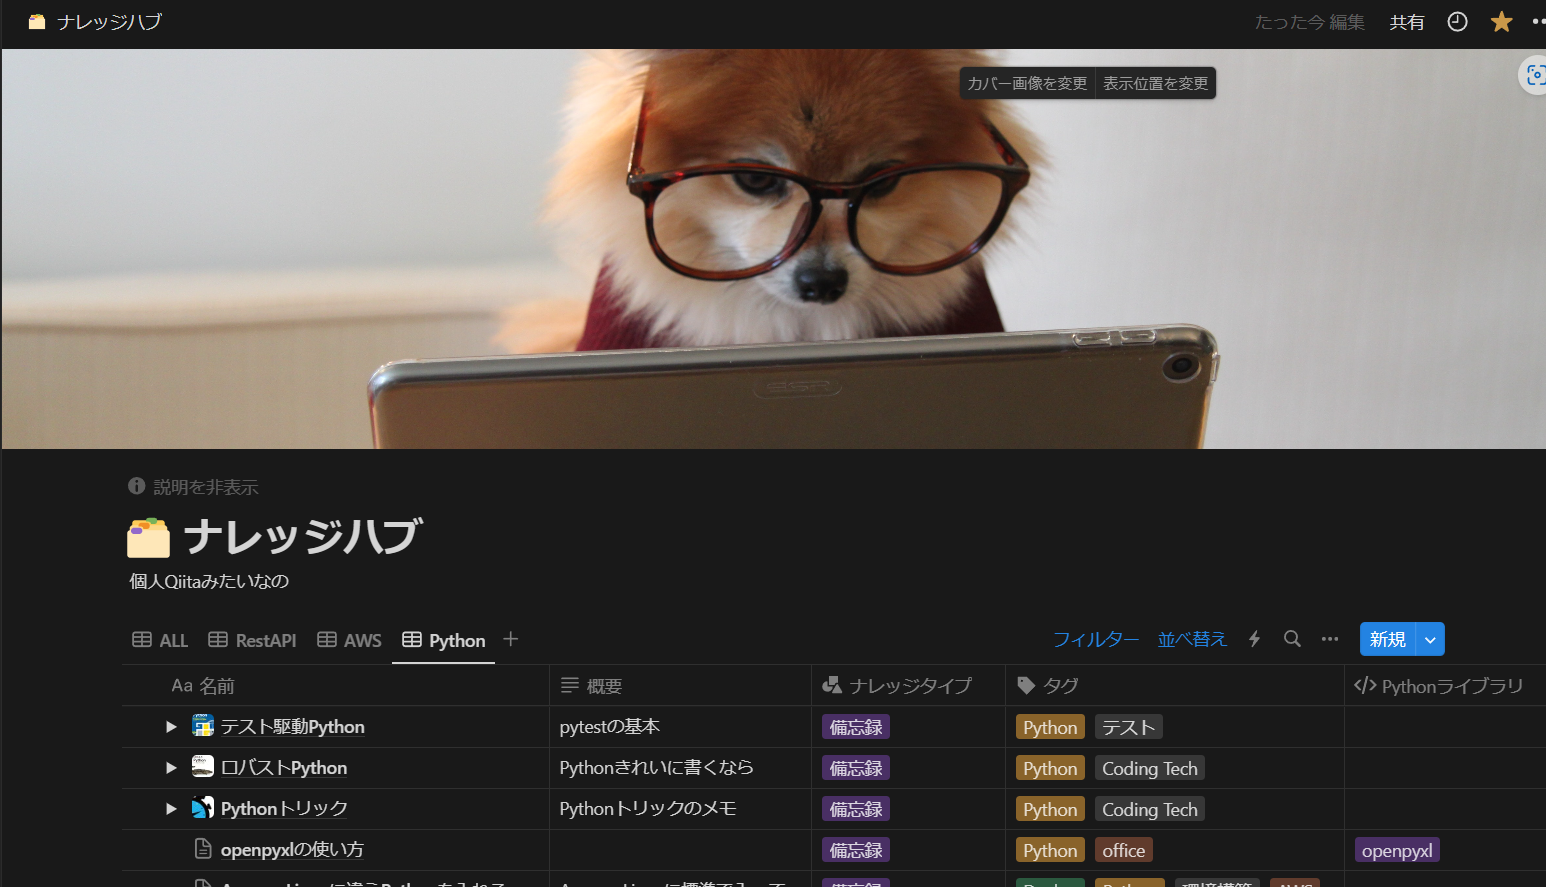 ナレッジハブ
たった今 編集 共有
カバー画像を変更 表示位置を変更
ESR
説明を非表示
ナレッジハブ
個人Qiitaみたいなの
ALL RestAPI AWS Python
フィルター 並べ替え 新規
Aa 名前 概要 ナレッジタイプ タグ Pythonライブラリ
テスト駆動Python pytestの基本 備忘録 Python テスト
ロバストPython Pythonきれいに書くなら 備忘録 Python Coding Tech
Pythonトリック Pythonトリックのメモ 備忘録 Python Coding Tech
openpyxlの使い方 備忘録 Python office openpyxl